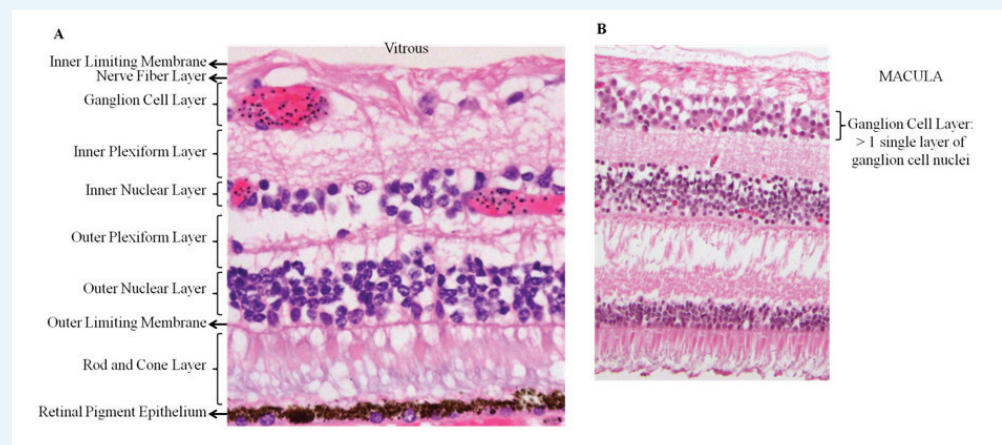 A
Vitrous
Inner Limiting Membrane
Nerve Fiber Layer
Ganglion Cell Layer
Inner Plexiform Layer
Inner Nuclear Layer
Outer Plexiform Layer
Outer Nuclear Layer
Outer Limiting Membrane
Rod and Cone Layer
Retinal Pigment Epithelium
B
MACULA
Ganglion Cell Layer:
> 1 single layer of
ganglion cell nuclei